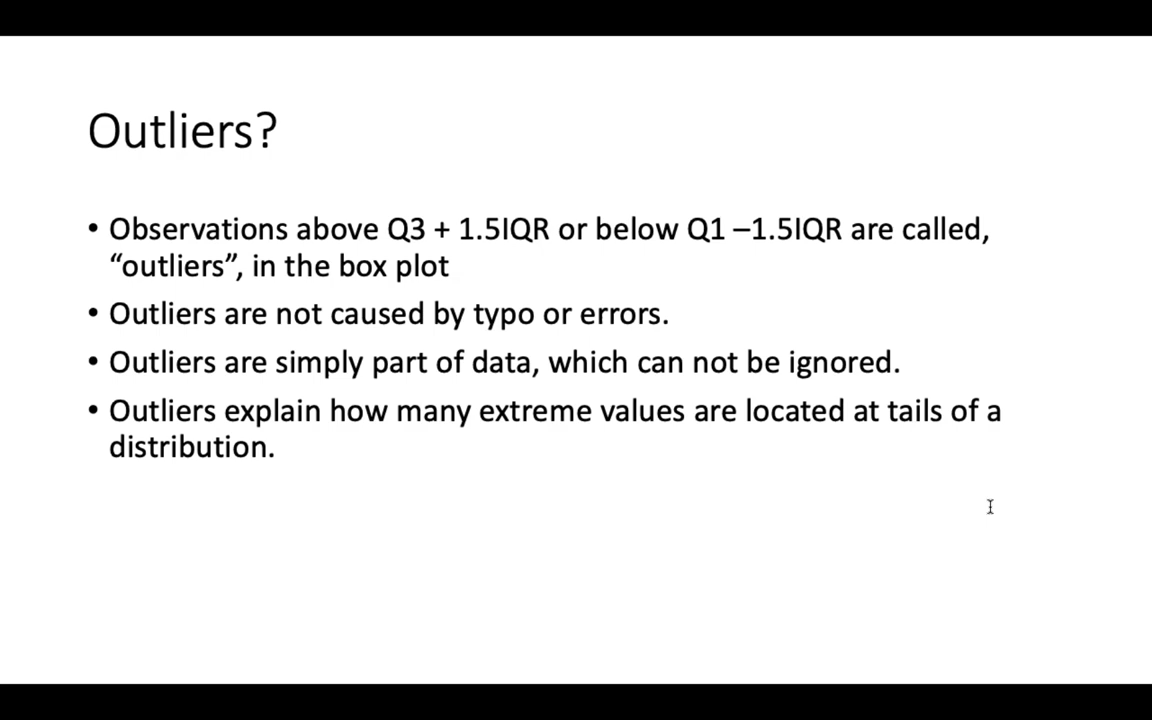 Outliers?
• Observations above Q3 + 1.5IQR or below Q1 –1.5IQR are called,
“outliers”, in the box plot
• Outliers are not caused by typo or errors.
• Outliers are simply part of data, which can not be ignored.
• Outliers explain how many extreme values are located at tails of a
distribution.